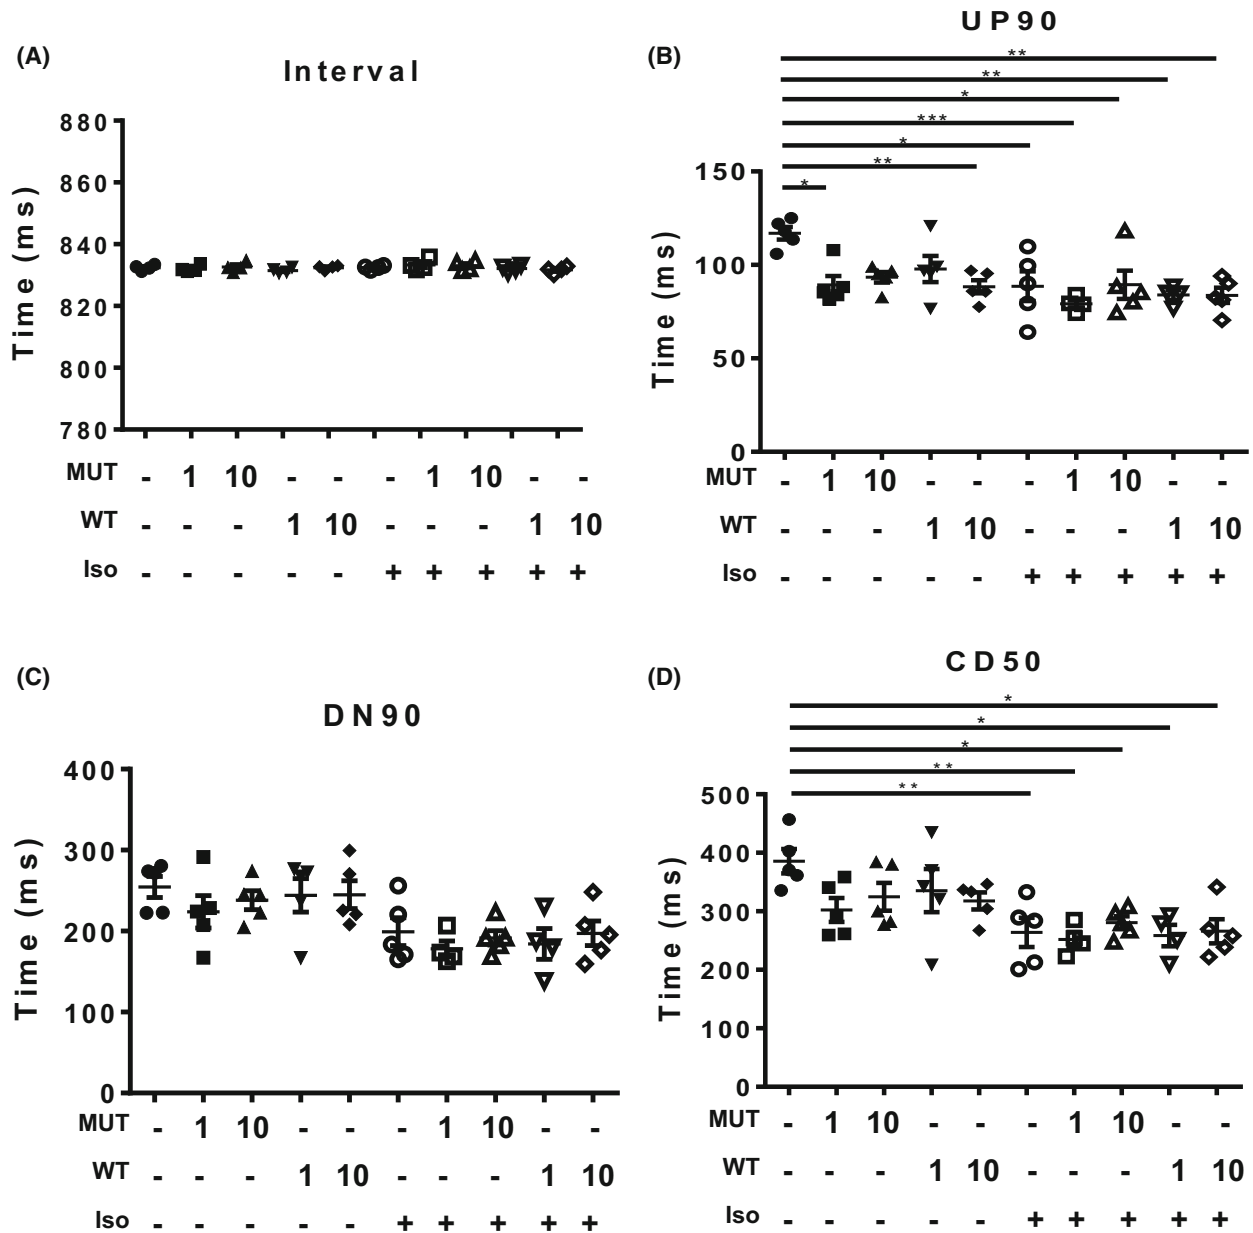 (A)
Interval
Time (ms)
880
860
840
820
800
780
MUT - 1 10 - - - 1 10 - -
WT - - - 1 10 - - - 1 10
Iso - - - - - + + + + +
(B)
UP90
**
**
*
***
*
**
*
Time (ms)
150
100
50
0
MUT - 1 10 - - - 1 10 - -
WT - - - 1 10 - - - 1 10
Iso - - - - - + + + + +
(C)
DN90
Time (ms)
400
300
200
100
0
MUT - 1 10 - - - 1 10 - -
WT - - - 1 10 - - - 1 10
Iso - - - - - + + + + +
(D)
CD50
*
*
*
**
**
Time (ms)
500
400
300
200
100
0
MUT - 1 10 - - - 1 10 - -
WT - - - 1 10 - - - 1 10
Iso - - - - - + + + + +